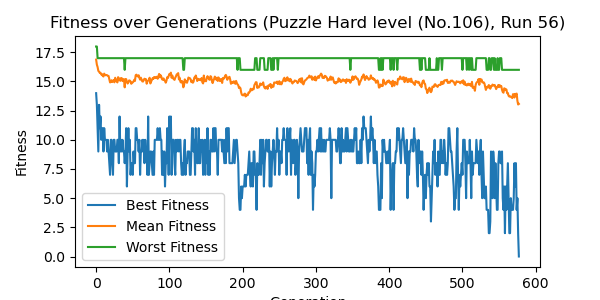 Fitness over Generations (Puzzle Hard level (No.106), Run 56)
17.5
15.0
12.5
10.0
7.5
5.0
2.5
0.0
Fitness
Best Fitness
Mean Fitness
Worst Fitness
0 100 200 300 400 500 600
Generation